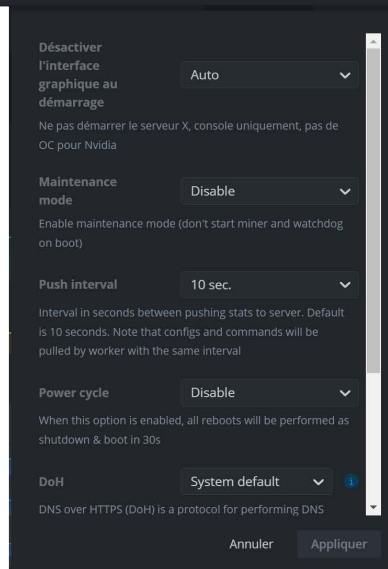 Désactiver
l'interface
graphique au
démarrage
Auto
Ne pas démarrer le serveur X, console uniquement, pas de
OC pour Nvidia
Maintenance
mode
Disable
Enable maintenance mode (don't start miner and watchdog
on boot)
Push interval
10 sec.
Interval in seconds between pushing stats to server. Default
is 10 seconds. Note that configs and commands will be
pulled by worker with the same interval
Power cycle
Disable
When this option is enabled, all reboots will be performed as
shutdown & boot in 30s
DoH
System default
i
DNS over HTTPS (DoH) is a protocol for performing DNS
Annuler
Appliquer